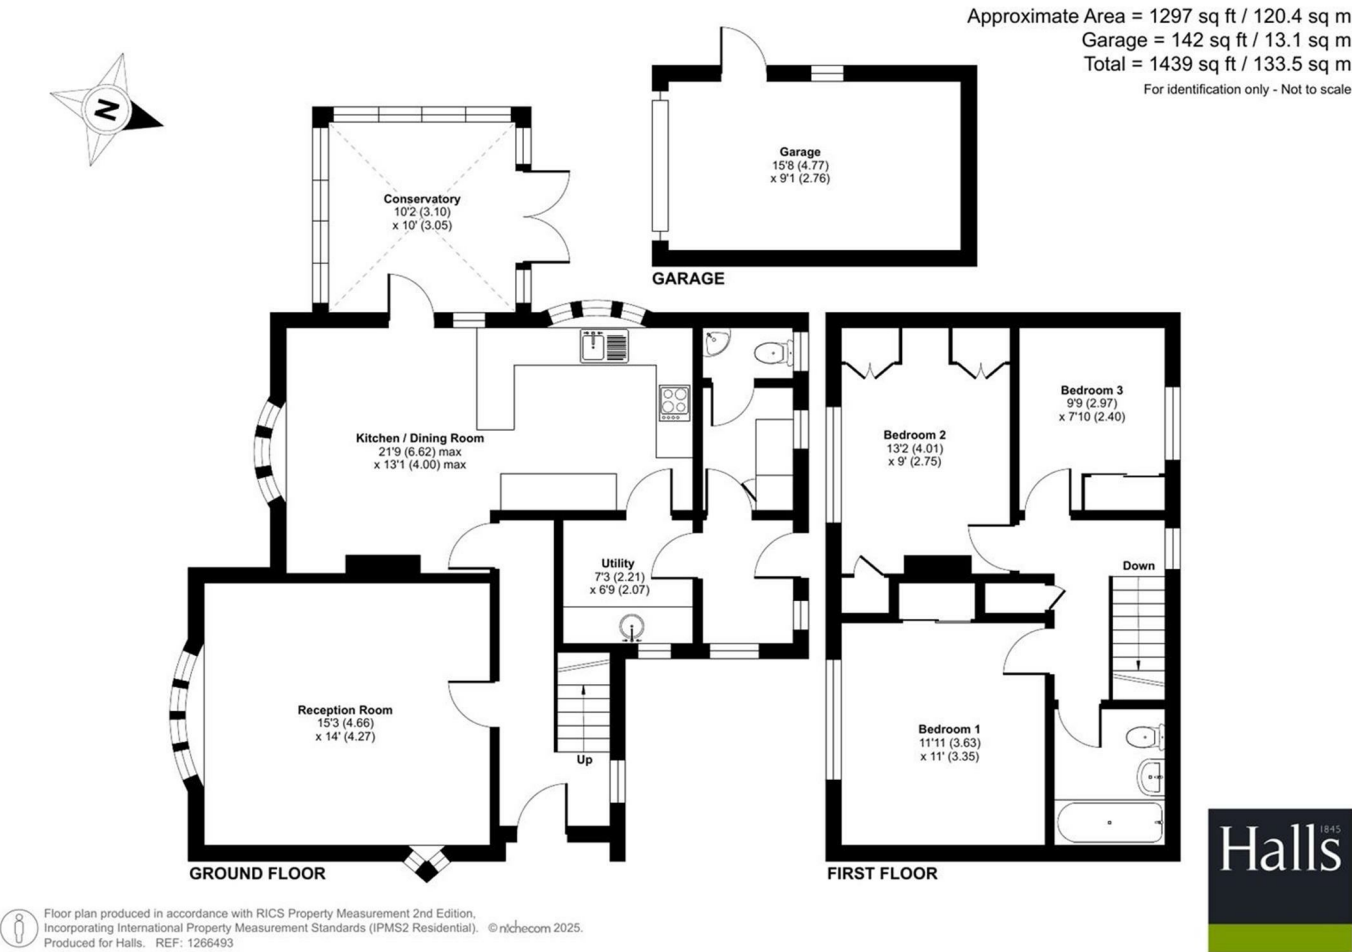 Approximate Area = 1297 sq ft / 120.4 sq m
Garage = 142 sq ft / 13.1 sq m
Total = 1439 sq ft / 133.5 sq m
For identification only - Not to scale
N
Garage
15'8 (4.77)
x 9'1 (2.76)
GARAGE
Conservatory
10'2 (3.10)
x 10' (3.05)
Kitchen / Dining Room
21'9 (6.62) max
x 13'1 (4.00) max
Utility
7'3 (2.21)
x 6'9 (2.07)
Reception Room
15'3 (4.66)
x 14' (4.27)
Up
GROUND FLOOR
Bedroom 2
13'2 (4.01)
x 9' (2.75)
Bedroom 3
9'9 (2.97)
x 7'10 (2.40)
Down
Bedroom 1
11'11 (3.63)
x 11' (3.35)
FIRST FLOOR
Halls 1845
Floor plan produced in accordance with RICS Property Measurement 2nd Edition,
Incorporating International Property Measurement Standards (IPMS2 Residential). ©nichecom 2025.
Produced for Halls. REF: 1266493